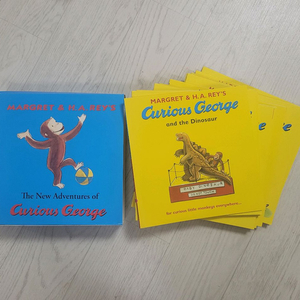 MARGRET & H.A. REY'S
The New Adventures of
Curious George
MARGRET & H.A. REY'S
Curious George
and the Dinosaur